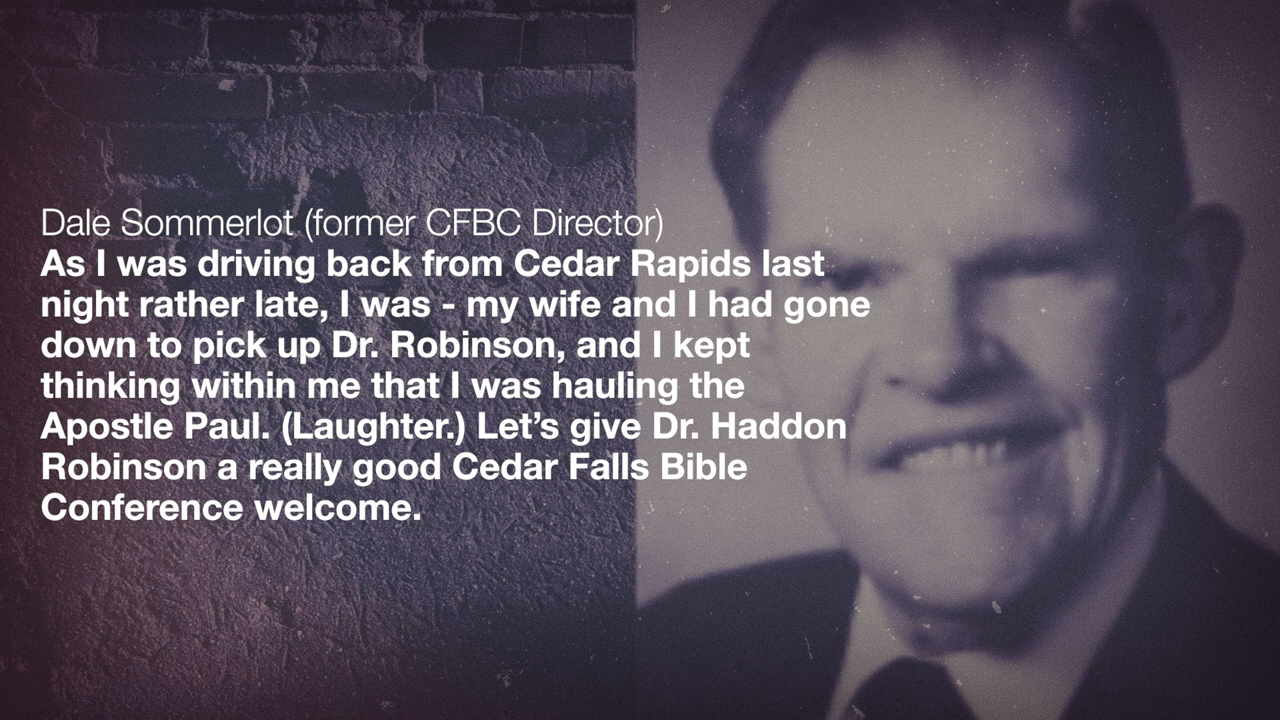 Dale Sommerlot (former CFBC Director)
As I was driving back from Cedar Rapids last
night rather late, I was - my wife and I had gone
down to pick up Dr. Robinson, and I kept
thinking within me that I was hauling the
Apostle Paul. (Laughter.) Let’s give Dr. Haddon
Robinson a really good Cedar Falls Bible
Conference welcome.